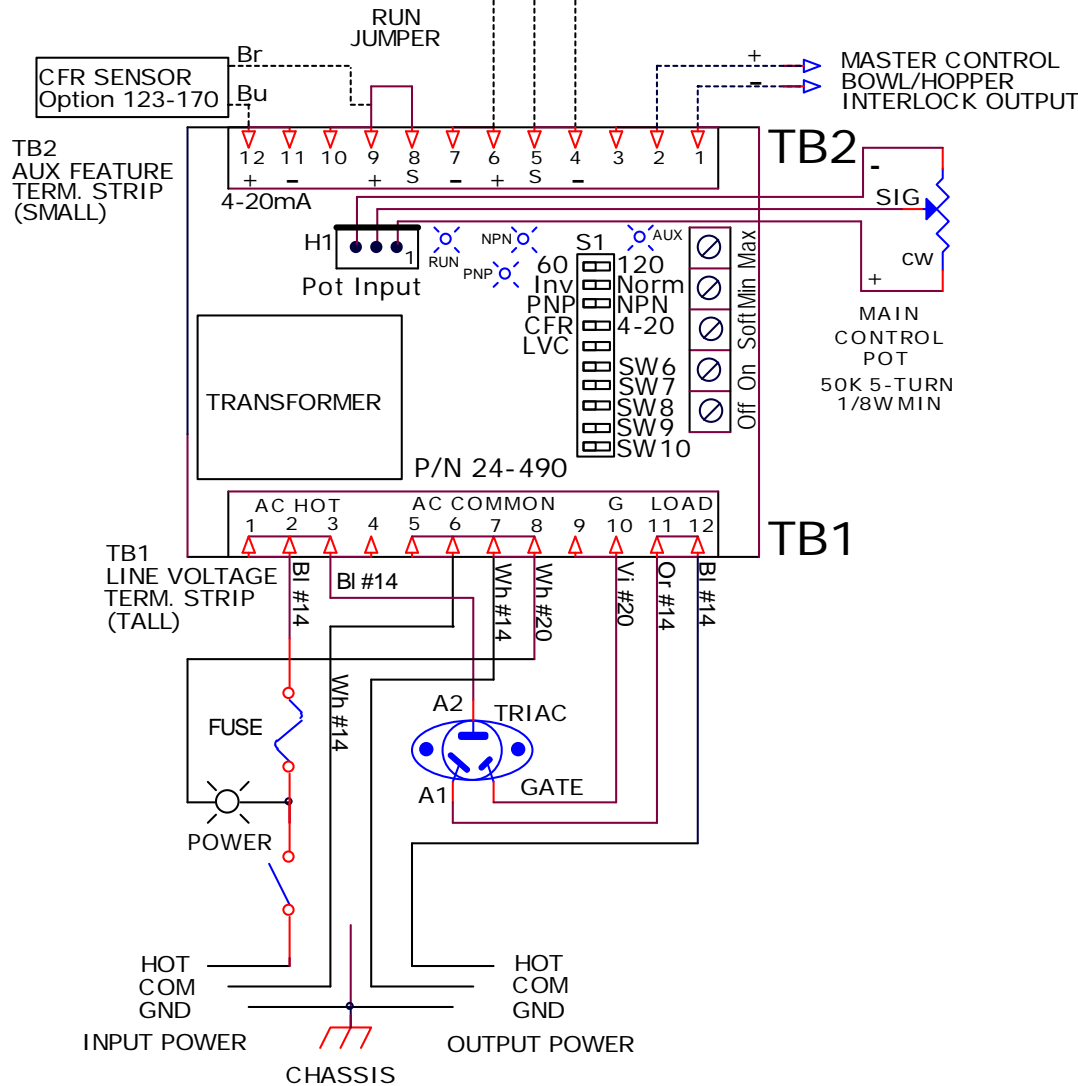 RUN
JUMPER
Br
CFR SENSOR
Option 123-170
Bu
+
-
MASTER CONTROL
BOWL/HOPPER
INTERLOCK OUTPUT
TB2
AUX FEATURE
TERM. STRIP
(SMALL)
12 11 10 9 8 7 6 5 4 3 2 1
+ - + S - + S -
4-20mA
TB2
H1
1
Pot Input
RUN
NPN
PNP
AUX
S1
60 120
Inv Norm
PNP NPN
CFR 4-20
LVC
SW6
SW7
SW8
SW9
SW10
Max
Min
Soft
On
Off
-
SIG
CW
+
MAIN
CONTROL
POT
50K 5-TURN
1/8W MIN
TRANSFORMER
P/N 24-490
AC HOT AC COMMON G LOAD
1 2 3 4 5 6 7 8 9 10 11 12
TB1
TB1
LINE VOLTAGE
TERM. STRIP
(TALL)
Bl #14
Bl #14
Wh #14
Wh #20
Vi #20
Or #14
Bl #14
Wh #14
FUSE
POWER
A2
TRIAC
A1
GATE
HOT
COM
GND
INPUT POWER
HOT
COM
GND
OUTPUT POWER
CHASSIS